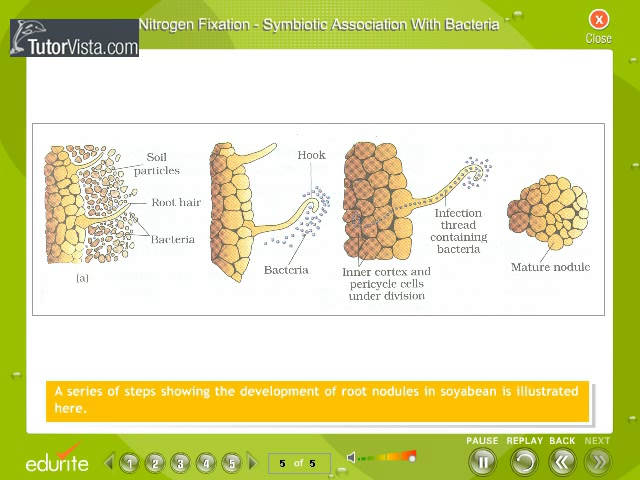 Nitrogen Fixation - Symbiotic Association With Bacteria
TutorVista.com
Close
Soil
particles
Root hair
Bacteria
(a)
Hook
Bacteria
Infection
thread
containing
bacteria
Inner cortex and
pericycle cells
under division
Mature nodule
A series of steps showing the development of root nodules in soyabean is illustrated
here.
PAUSE REPLAY BACK NEXT
edurite
1 2 3 4 5
5 of 5